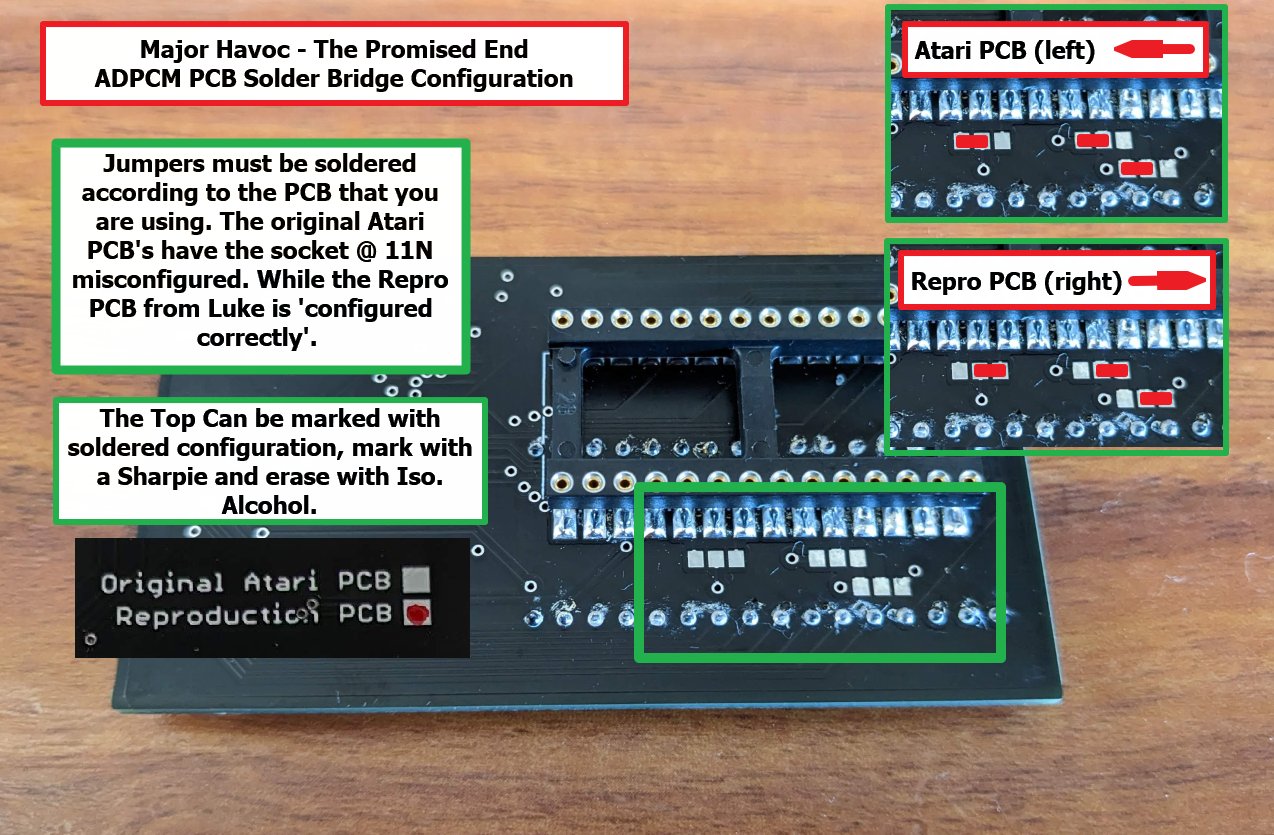 Major Havoc - The Promised End
ADPCM PCB Solder Bridge Configuration
Jumpers must be soldered
according to the PCB that you
are using. The original Atari
PCB's have the socket @ 11N
misconfigured. While the Repro
PCB from Luke is 'configured
correctly'.
The Top Can be marked with
soldered configuration, mark with
a Sharpie and erase with Iso.
Alcohol.
Original Atari PCB
Reproduction PCB
Atari PCB (left)
Repro PCB (right)
28